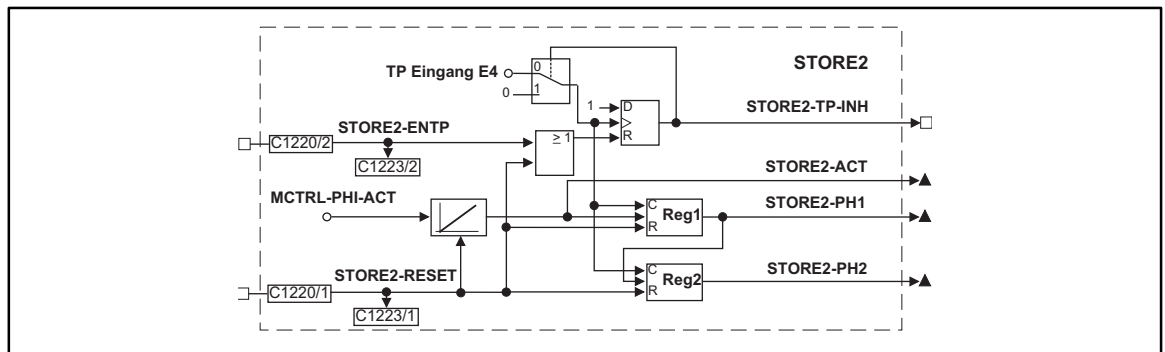 STORE2
TP Eingang E4
0
1
0
STORE2-TP-INH
1
D
R
STORE2-ENTP
≥ 1
C1220/2
C1223/2
STORE2-ACT
MCTRL-PHI-ACT
STORE2-PH1
C
R
Reg1
STORE2-RESET
STORE2-PH2
C
R
Reg2
C1220/1
C1223/1